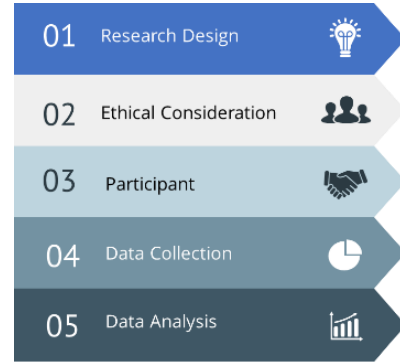 01 Research Design
02 Ethical Consideration
03 Participant
04 Data Collection
05 Data Analysis